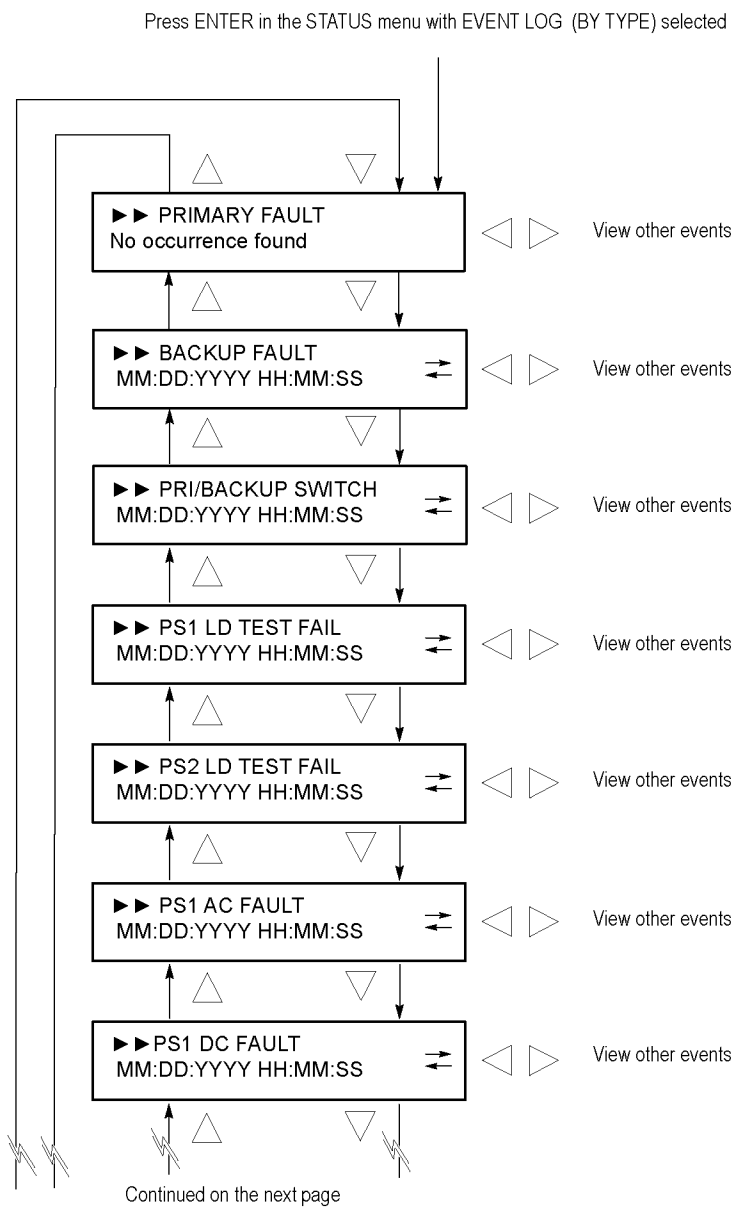 Press ENTER in the STATUS menu with EVENT LOG (BY TYPE) selected
►► PRIMARY FAULT
No occurrence found
View other events
►► BACKUP FAULT
MM:DD:YYYY HH:MM:SS
View other events
►► PRI/BACKUP SWITCH
MM:DD:YYYY HH:MM:SS
View other events
►► PS1 LD TEST FAIL
MM:DD:YYYY HH:MM:SS
View other events
►► PS2 LD TEST FAIL
MM:DD:YYYY HH:MM:SS
View other events
►► PS1 AC FAULT
MM:DD:YYYY HH:MM:SS
View other events
►►PS1 DC FAULT
MM:DD:YYYY HH:MM:SS
View other events
Continued on the next page